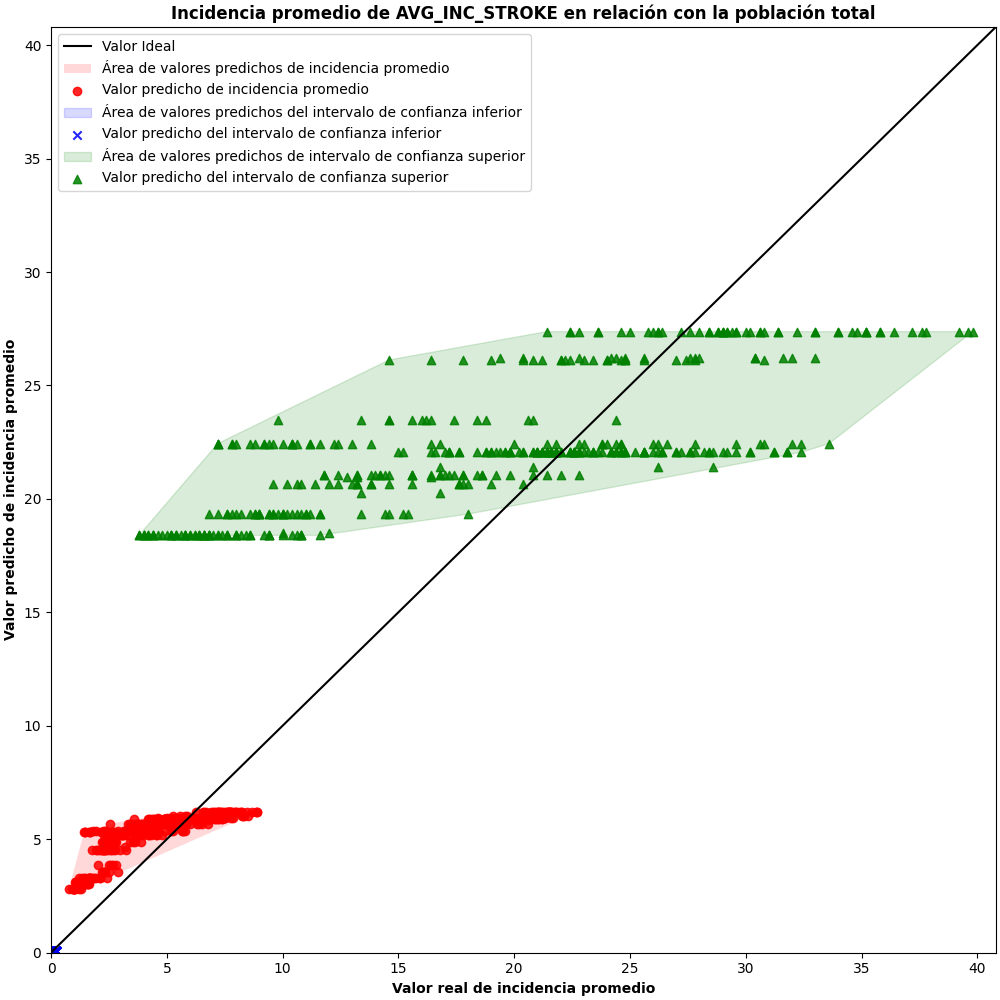 Incidencia promedio de AVG_INC_STROKE en relación con la población total
Valor Ideal
Área de valores predichos de incidencia promedio
Valor predicho de incidencia promedio
Área de valores predichos del intervalo de confianza inferior
Valor predicho del intervalo de confianza inferior
Área de valores predichos de intervalo de confianza superior
Valor predicho del intervalo de confianza superior
40
35
30
25
20
15
10
5
0
Valor predicho de incidencia promedio
0 5 10 15 20 25 30 35 40
Valor real de incidencia promedio